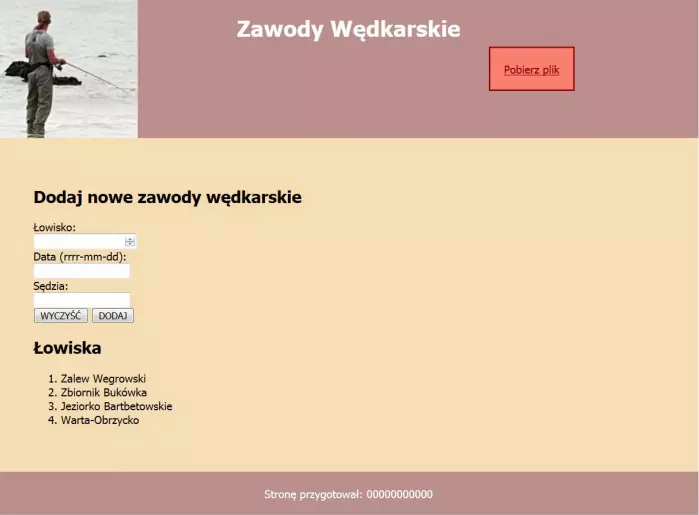 Zawody Wędkarskie
Pobierz plik
Dodaj nowe zawody wędkarskie
Łowisko:
Data (rrrr-mm-dd):
Sędzia:
WYCZYŚĆ DODAJ
Łowiska
1. Zalew Wegrowski
2. Zbiornik Bukówka
3. Jeziorko Bartbetowskie
4. Warta-Obrzycko
Stronę przygotował: 00000000000